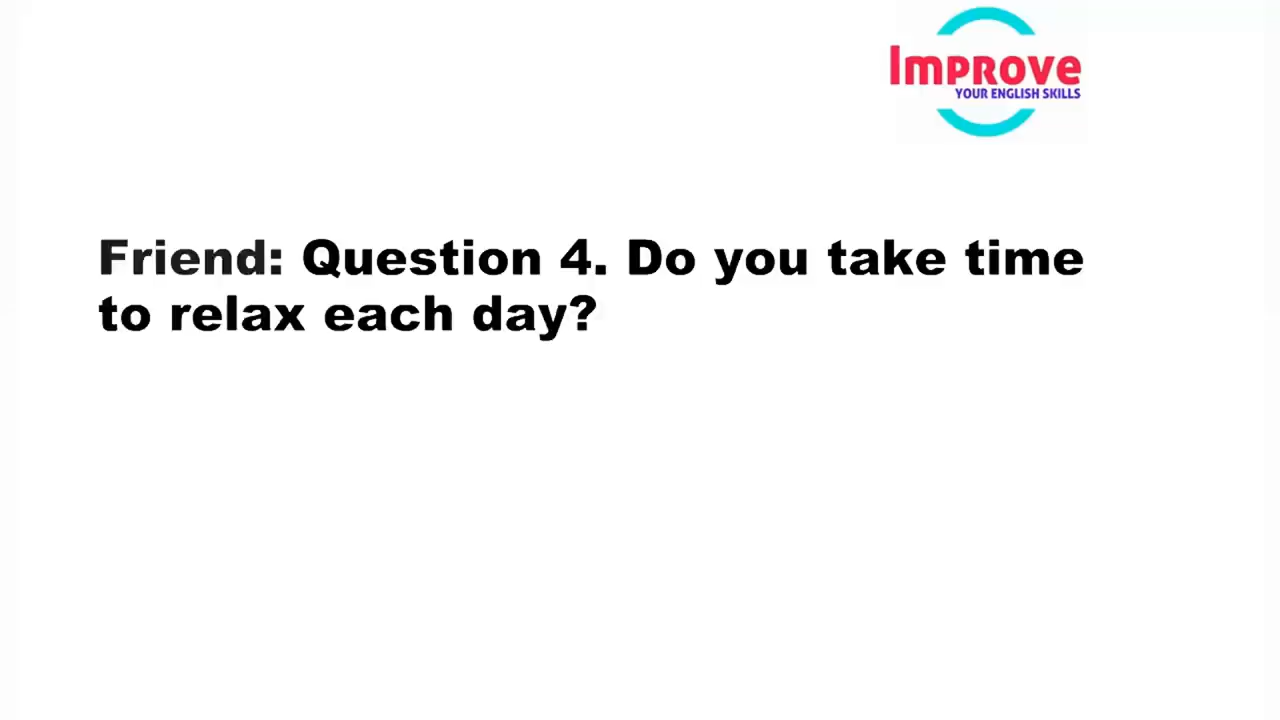 Improve
YOUR ENGLISH SKILLS
Friend: Question 4. Do you take time
to relax each day?